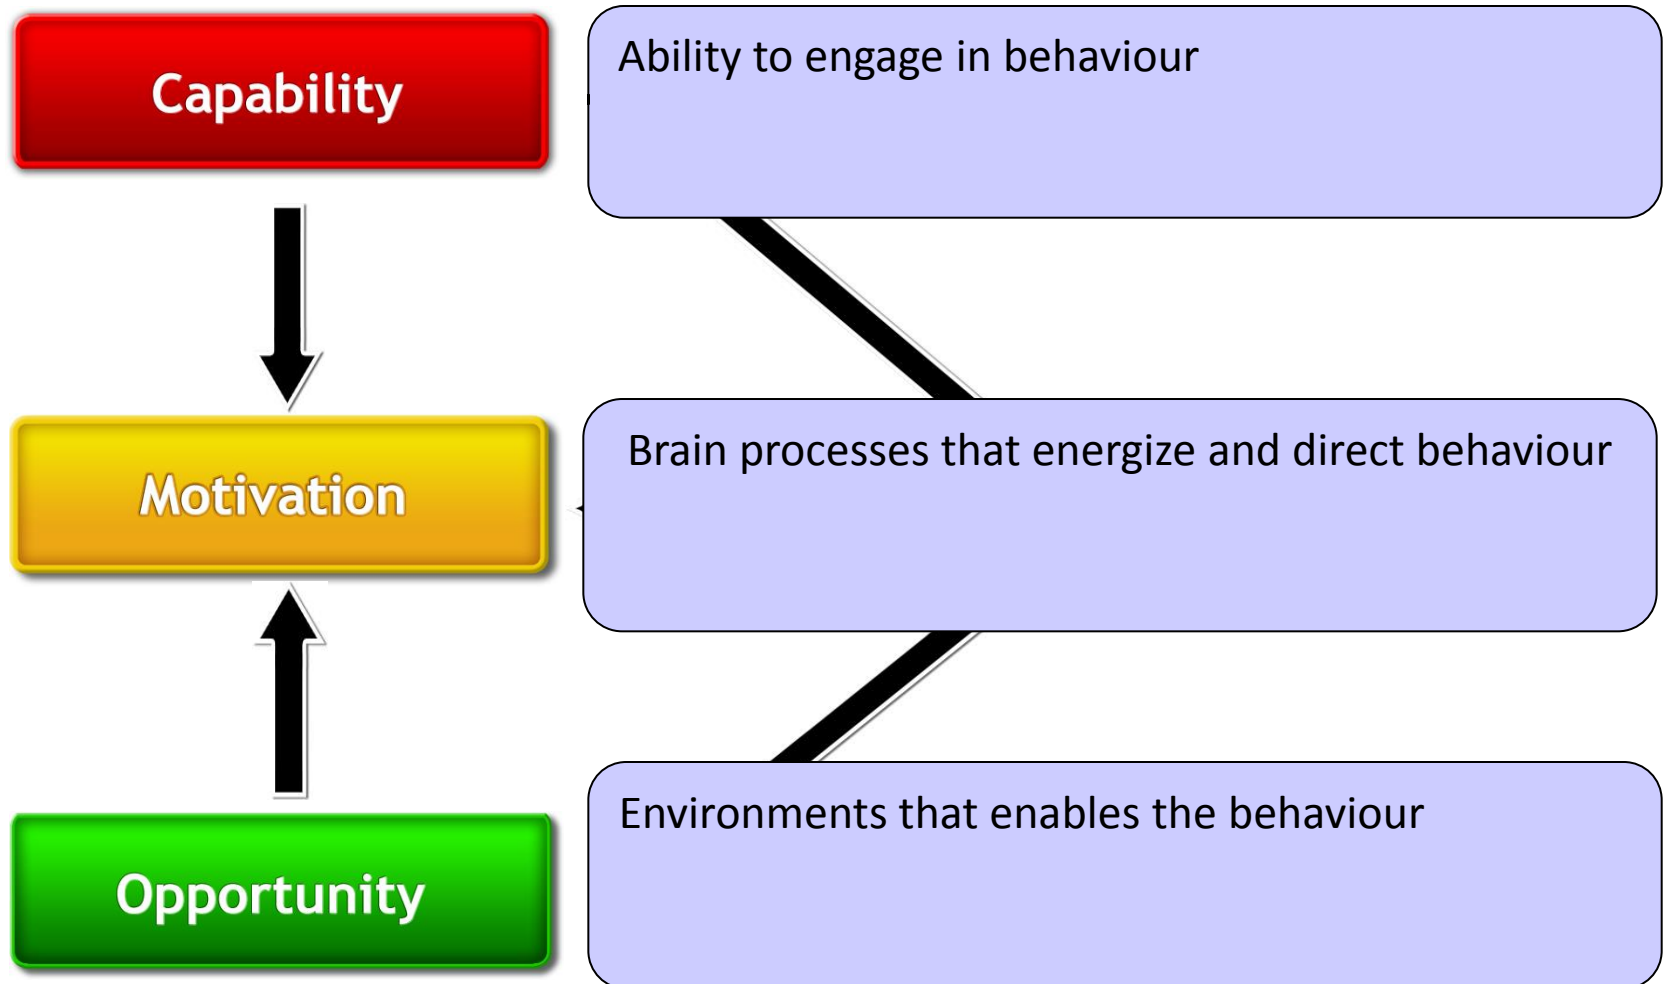 Capability
Ability to engage in behaviour
Motivation
Brain processes that energize and direct behaviour
Opportunity
Environments that enables the behaviour